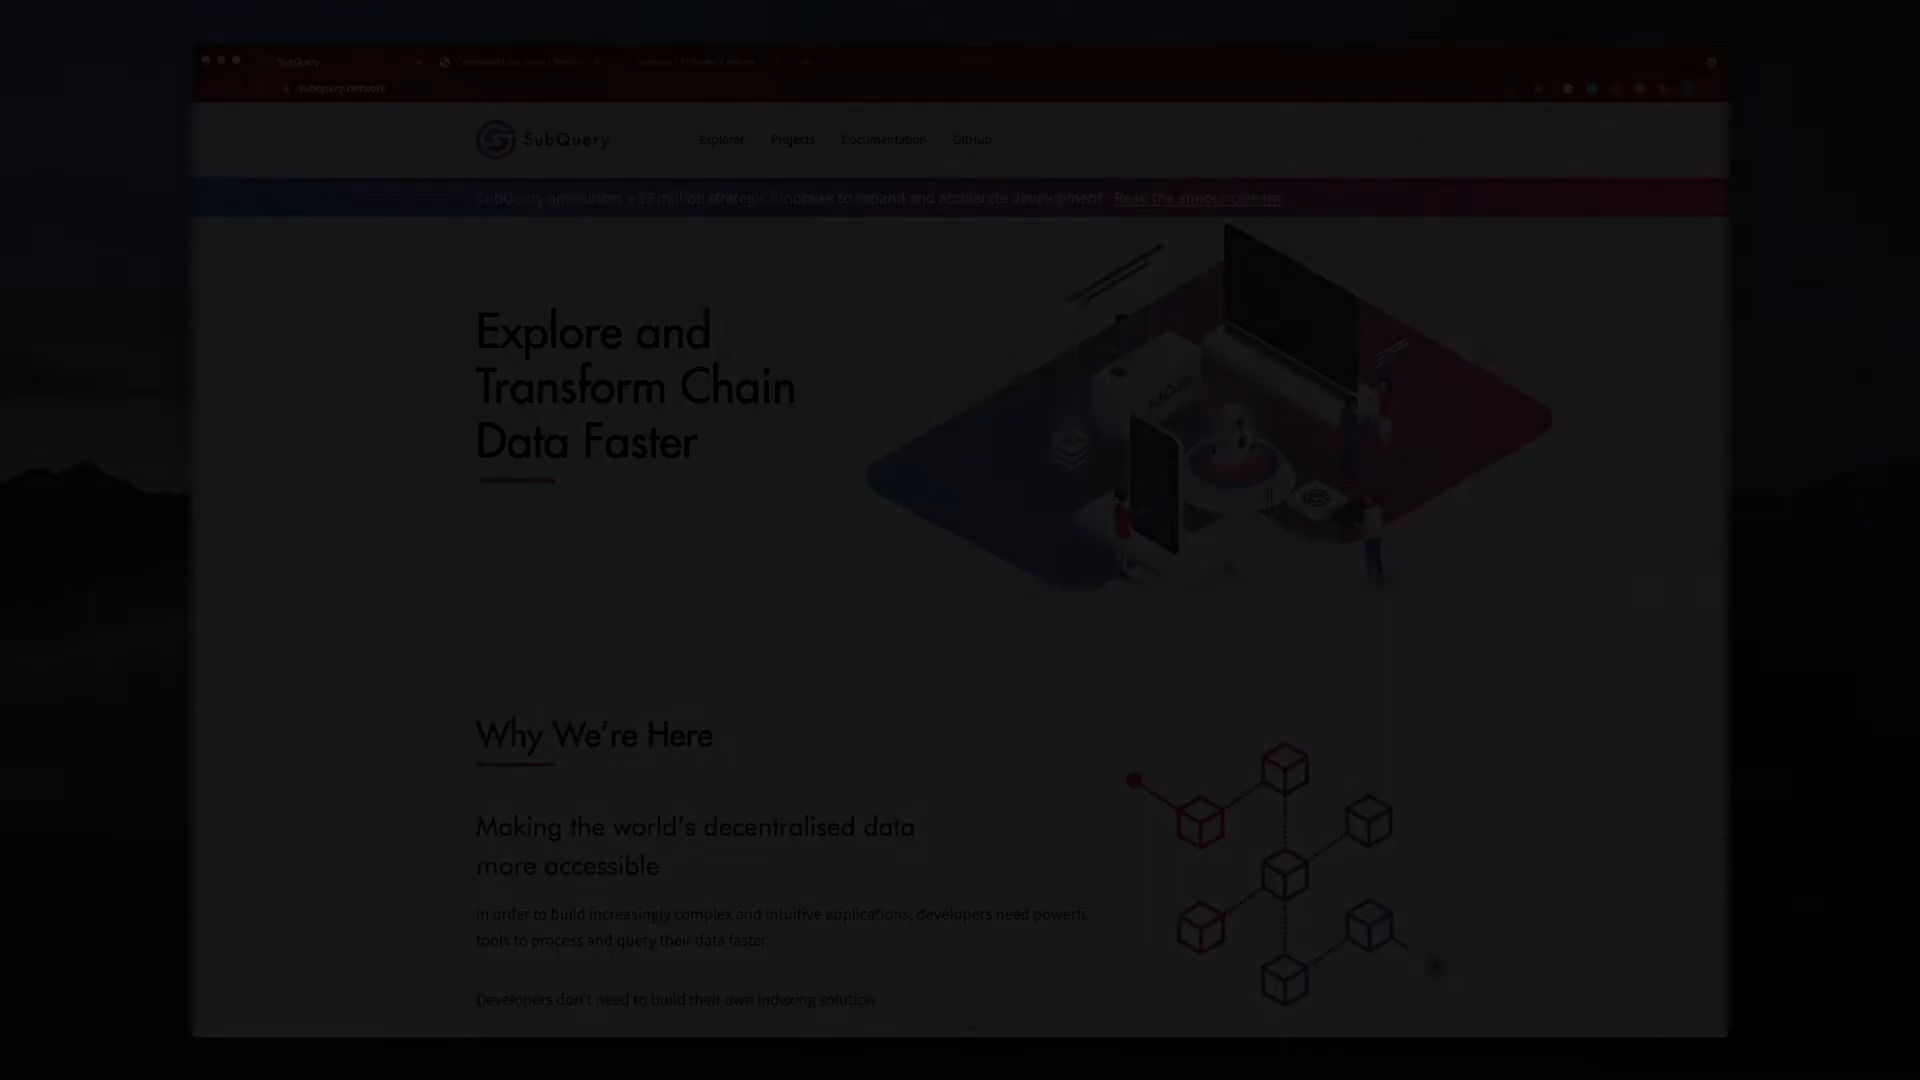 SubQuery
subquery.network
SubQuery
Explorer Projects Documentation GitHub
SubQuery announces a $9 million strategic fundraise to expand and accelerate development Read the announcement
Explore and
Transform Chain
Data Faster
SubQuery
Why We're Here
Making the world's decentralised data
more accessible
In order to build increasingly complex and intuitive applications, developers need powerfu
tools to process and query their data faster.
Developers don't need to build their own indexing solution